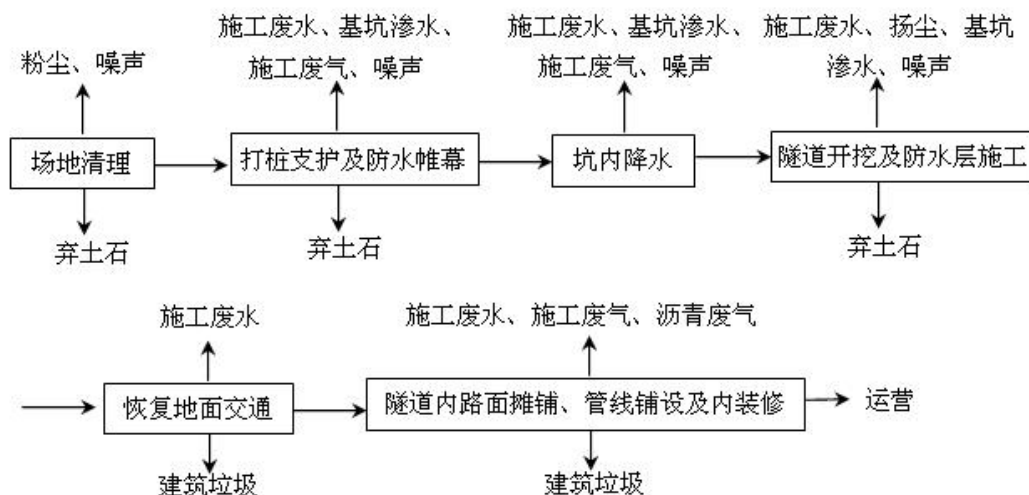 粉尘、噪声
施工废水、基坑渗水、
施工废气、噪声
施工废水、基坑渗水、
施工废气、噪声
施工废水、扬尘、基坑
渗水、噪声
场地清理
打桩支护及防水帷幕
坑内降水
隧道开挖及防水层施工
弃土石
弃土石
弃土石
施工废水
施工废水、施工废气、沥青废气
恢复地面交通
隧道内路面摊铺、管线铺设及内装修
运营
建筑垃圾
建筑垃圾